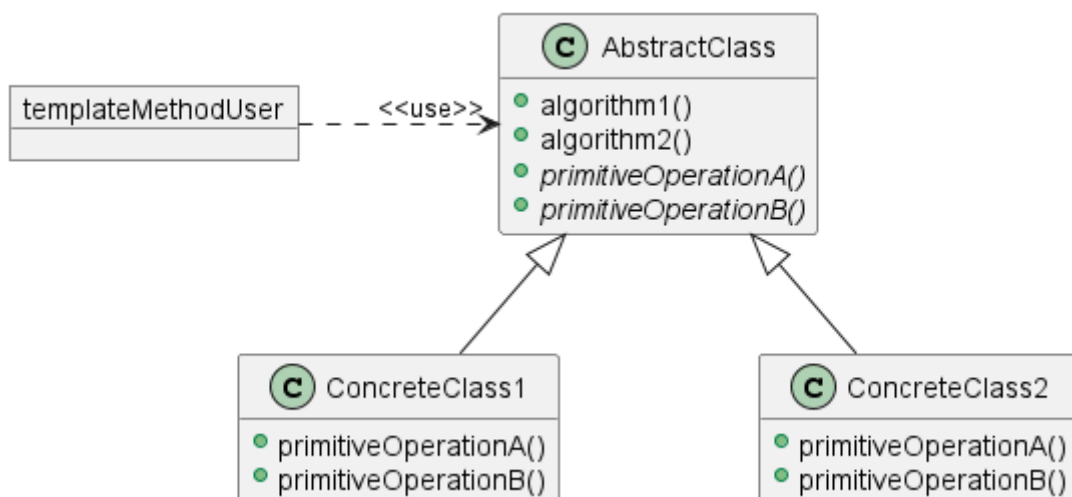 C AbstractClass
templateMethodUser
<<use>>
algorithm1()
algorithm2()
primitiveOperationA()
primitiveOperationB()
C ConcreteClass1
primitiveOperationA()
primitiveOperationB()
C ConcreteClass2
primitiveOperationA()
primitiveOperationB()